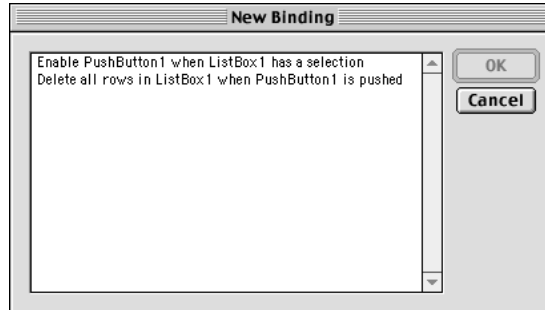 New Binding
Enable PushButton1 when ListBox1 has a selection
Delete all rows in ListBox1 when PushButton1 is pushed
OK
Cancel